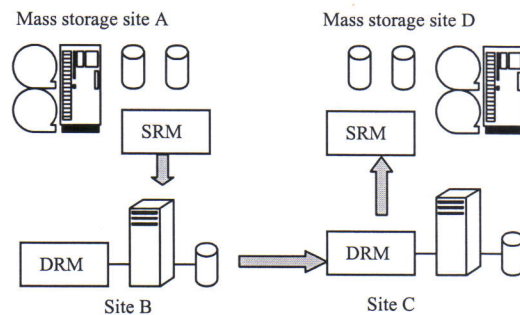 Mass storage site A
Mass storage site D
SRM
SRM
DRM
DRM
Site B
Site C